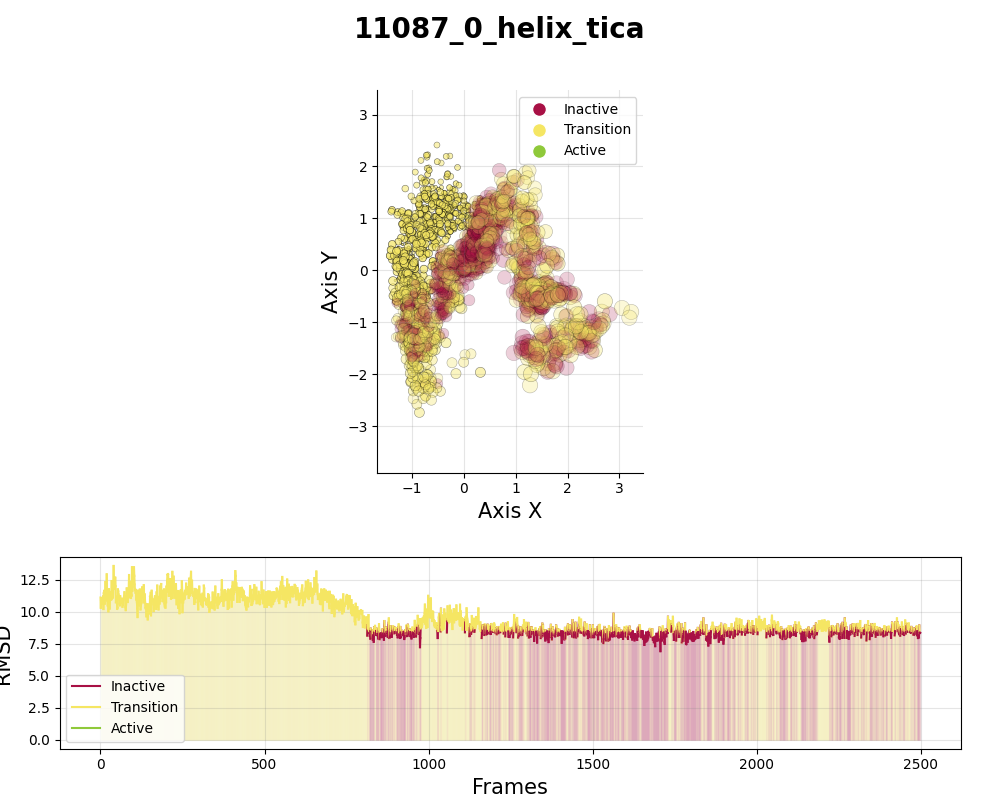 11087_0_helix_tica
Inactive
Transition
Active
3
2
1
0
−1
−2
−3
Axis Y
−1 0 1 2 3
Axis X
12.5
10.0
7.5
5.0
2.5
0.0
RMSD
Inactive
Transition
Active
0 500 1000 1500 2000 2500
Frames